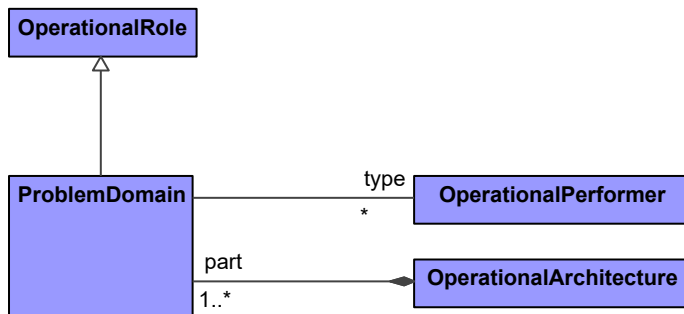 OperationalRole
ProblemDomain
type
OperationalPerformer
*
part
OperationalArchitecture
1..*